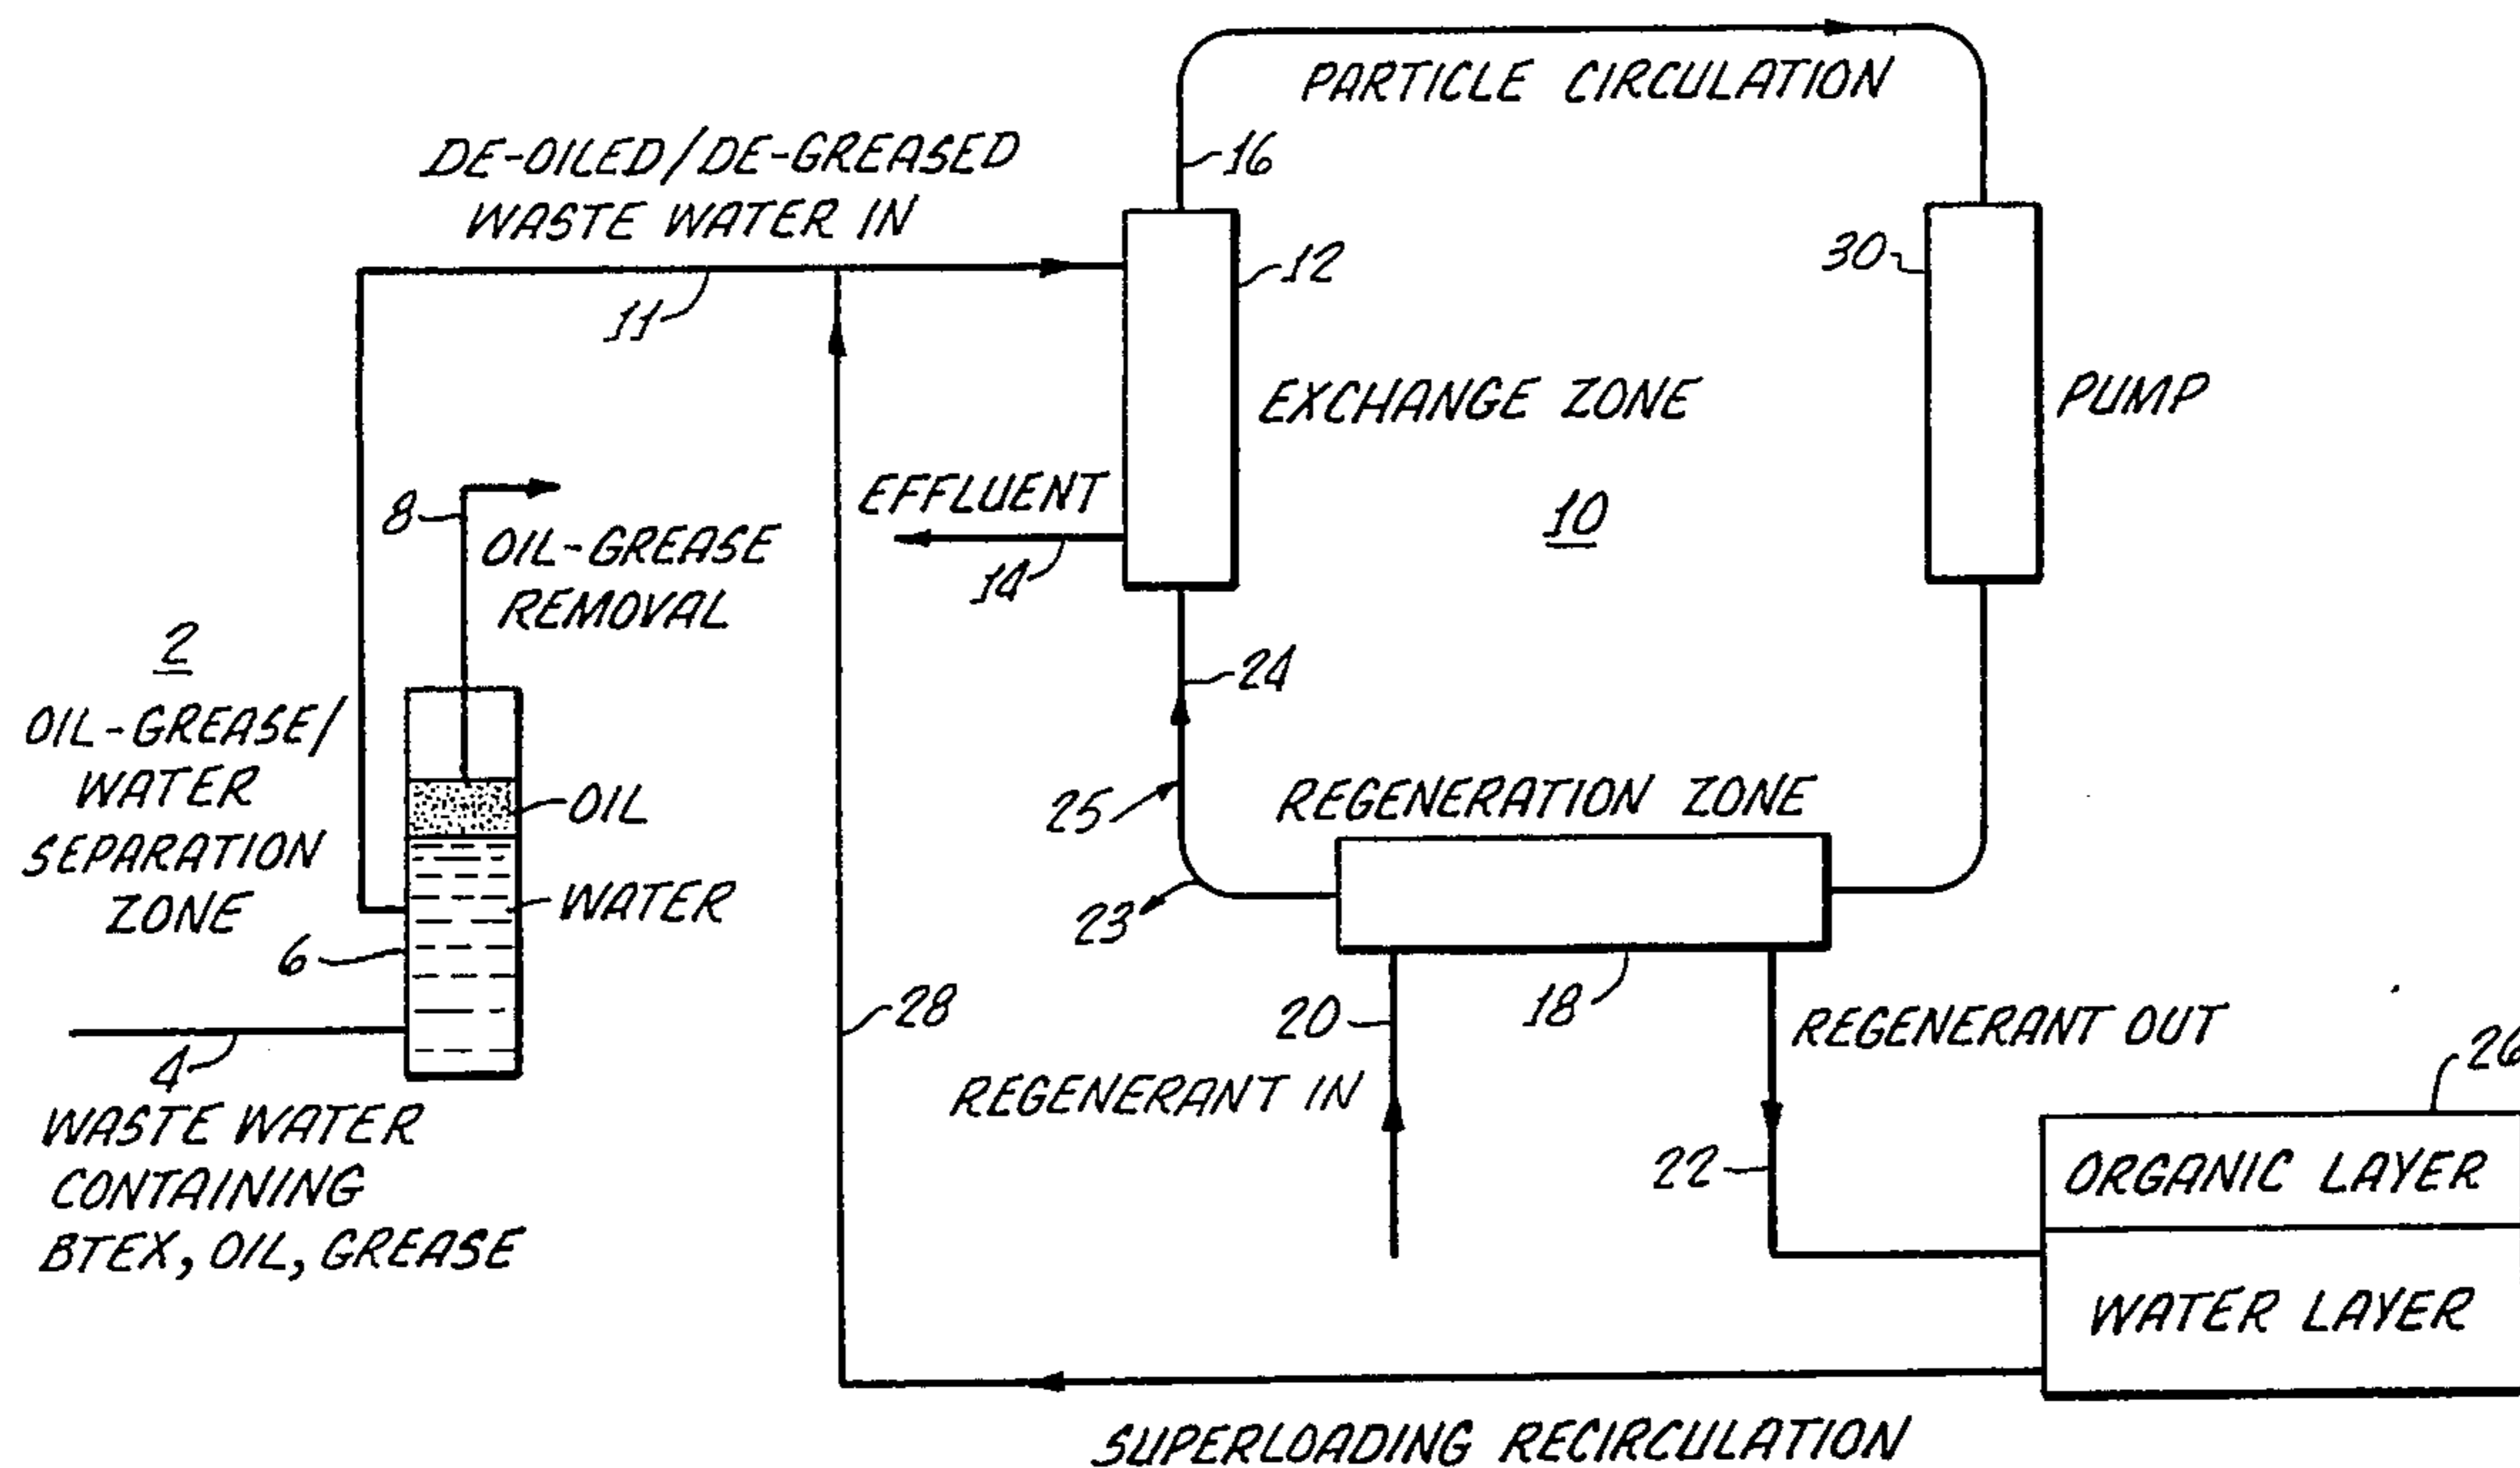 PARTICLE CIRCULATION
16
DE-OILED/DE-GREASED
WASTE WATER IN
11
12
30
EXCHANGE ZONE
PUMP
8
EFFLUENT
14
10
OIL-GREASE
REMOVAL
2
OIL-GREASE/
WATER
SEPARATION
ZONE
24
25
23
REGENERATION ZONE
OIL
WATER
6
4
28
20
18
REGENERANT OUT
REGENERANT IN
22
WASTE WATER
CONTAINING
BTEX, OIL, GREASE
ORGANIC LAYER
WATER LAYER
SUPERLOADING RECIRCULATION